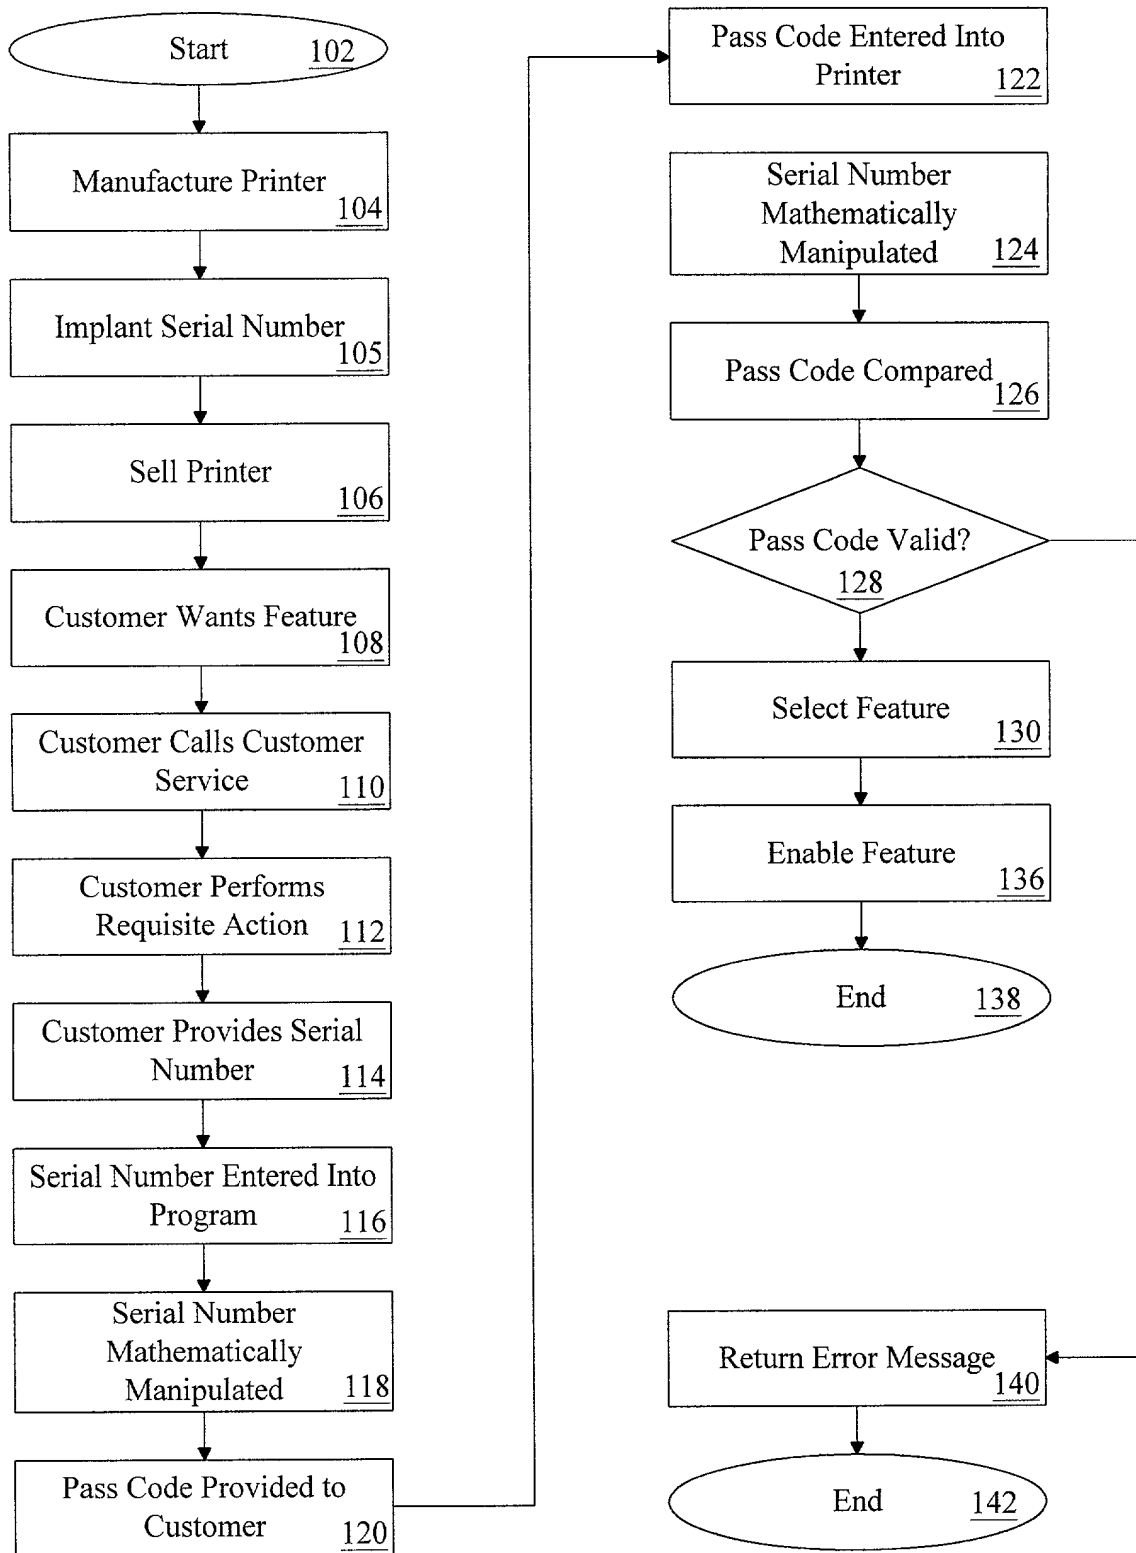 Start
102
Manufacture Printer
104
Implant Serial Number
105
Sell Printer
106
Customer Wants Feature
108
Customer Calls Customer
Service
110
Customer Performs
Requisite Action
112
Customer Provides Serial
Number
114
Serial Number Entered Into
Program
116
Serial Number
Mathematically
Manipulated
118
Pass Code Provided to
Customer
120
Pass Code Entered Into
Printer
122
Serial Number
Mathematically
Manipulated
124
Pass Code Compared
126
Pass Code Valid?
128
Select Feature
130
Enable Feature
136
End
138
Return Error Message
140
End
142